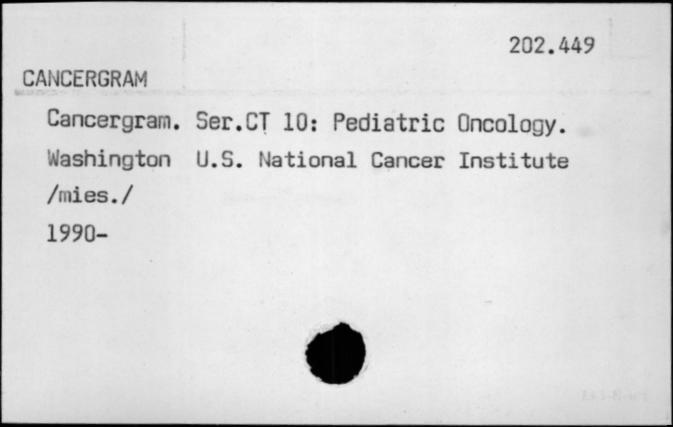 202.449
CANCERGRAM
Cancergram. Ser.CT 10: Pediatric Oncology.
Washington U.S. National Cancer Institute
/mies./
1990-